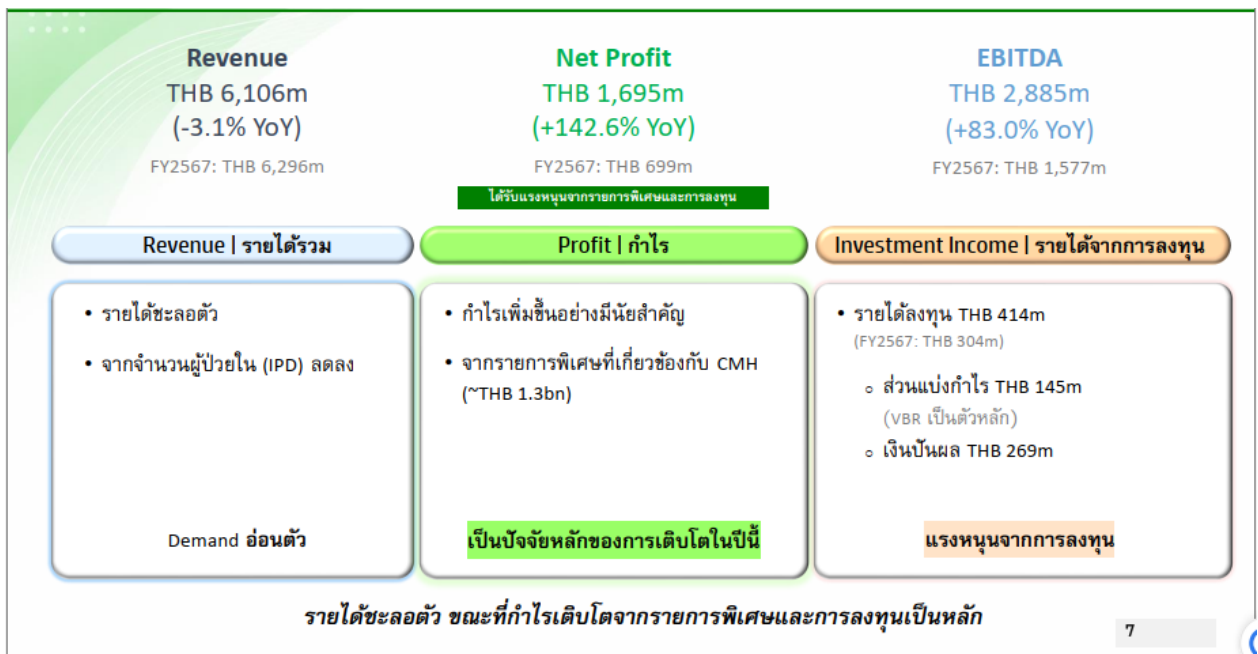 Revenue
THB 6,106m
(-3.1% YoY)
FY2567: THB 6,296m
Net Profit
THB 1,695m
(+142.6% YoY)
FY2567: THB 699m
ได้รับแรงหนุนจากรายการพิเศษและการลงทุน
EBITDA
THB 2,885m
(+83.0% YoY)
FY2567: THB 1,577m
Revenue | รายได้รวม
• รายได้ชะลอตัว
• จากจำนวนผู้ป่วยใน (IPD) ลดลง
Demand อ่อนตัว
Profit | กำไร
• กำไรเพิ่มขึ้นอย่างมีนัยสำคัญ
• จากรายการพิเศษที่เกี่ยวข้องกับ CMH
(~THB 1.3bn)
เป็นปัจจัยหลักของการเติบโตในปีนี้
Investment Income | รายได้จากการลงทุน
• รายได้ลงทุน THB 414m
(FY2567: THB 304m)
o ส่วนแบ่งกำไร THB 145m
(VBR เป็นตัวหลัก)
o เงินปันผล THB 269m
แรงหนุนจากการลงทุน
รายได้ชะลอตัว ขณะที่กำไรเติบโตจากรายการพิเศษและการลงทุนเป็นหลัก
7